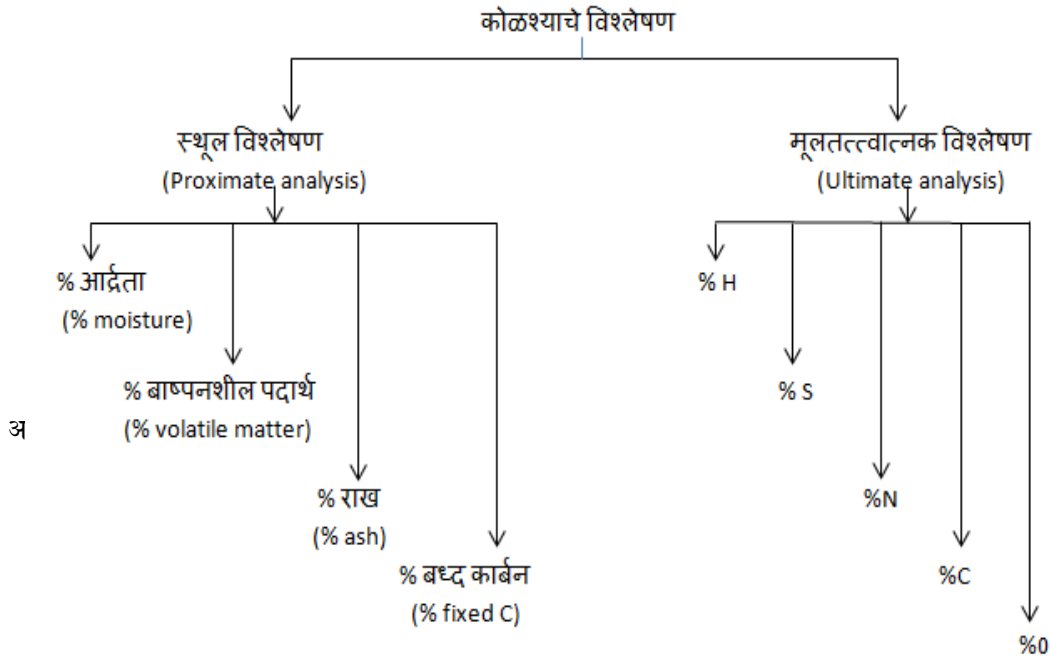 कोळश्याचे विश्लेषण
स्थूल विश्लेषण
(Proximate analysis)
मूलतत्त्वात्नक विश्लेषण
(Ultimate analysis)
% आर्द्रता
(% moisture)
% बाष्पनशील पदार्थ
(% volatile matter)
अ
% राख
(% ash)
% बध्द कार्बन
(% fixed C)
% H
% S
%N
%C
%0